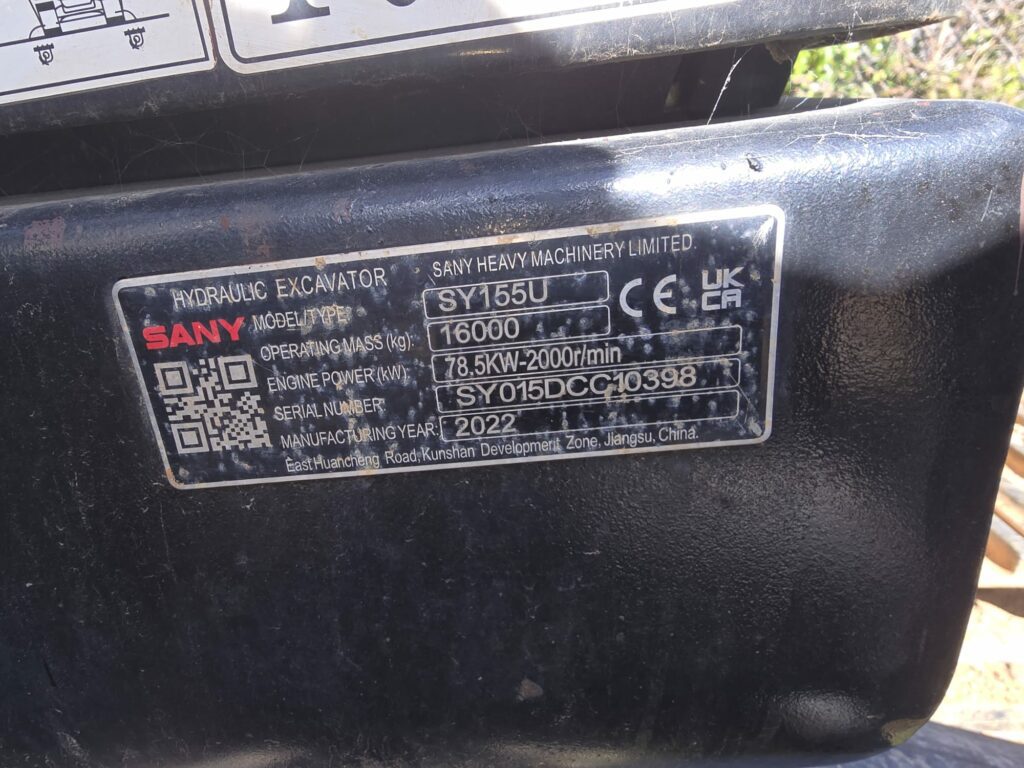 HYDRAULIC EXCAVATOR SANY HEAVY MACHINERY LIMITED.
SANY
MODEL/TYPE: SY155U
CE UKCA
OPERATING MASS (kg): 16000
ENGINE POWER (kW): 78.5KW-2000r/min
SERIAL NUMBER: SY015DCC10398
MANUFACTURING YEAR: 2022
East Huancheng Road, Kunshan Development Zone, Jiangsu, China.